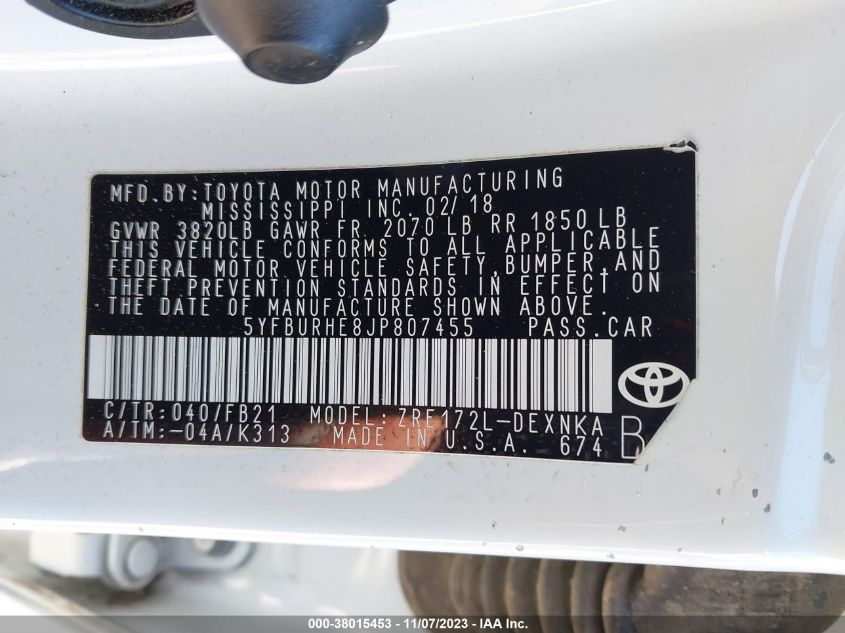 MFD. BY: TOYOTA MOTOR MANUFACTURING
MISSISSIPPI INC. 02/18
GVWR 3820LB GAWR FR 2070 LB RR 1850 LB
THIS VEHICLE CONFORMS TO ALL APPLICABLE
FEDERAL MOTOR VEHICLE SAFETY, BUMPER, AND
THEFT PREVENTION STANDARDS IN EFFECT ON
THE DATE OF MANUFACTURE SHOWN ABOVE.
5YFBURHE8JP807455 PASS. CAR
C/TR: 040/FB21 MODEL: ZRE172L-DEXNKA
A/TM: -04A/K313 MADE IN U.S.A. 674 B
000-38015453 - 11/07/2023 - IAA Inc.